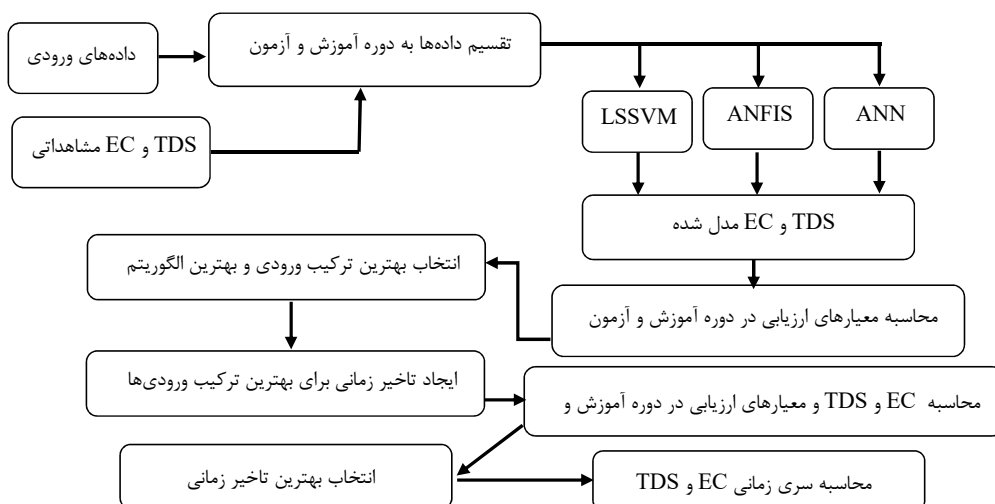 داده‌های ورودی
تقسیم داده‌ها به دوره آموزش و آزمون
TDS و EC مشاهداتی
LSSVM
ANFIS
ANN
TDS و EC مدل شده
محاسبه معیارهای ارزیابی در دوره آموزش و آزمون
انتخاب بهترین ترکیب ورودی و بهترین الگوریتم
ایجاد تاخیر زمانی برای بهترین ترکیب ورودی‌ها
محاسبه EC و TDS و معیارهای ارزیابی در دوره آموزش و
انتخاب بهترین تاخیر زمانی
محاسبه سری زمانی EC و TDS